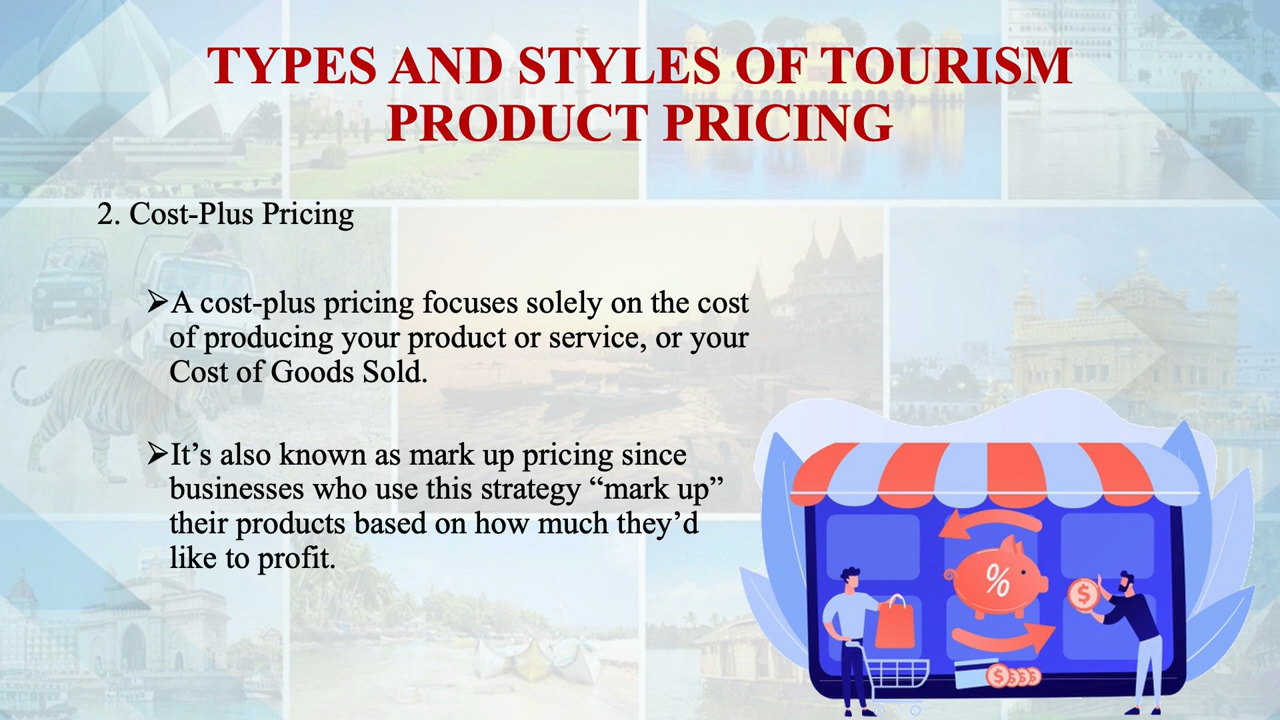 TYPES AND STYLES OF TOURISM
PRODUCT PRICING
2. Cost-Plus Pricing
➢A cost-plus pricing focuses solely on the cost
of producing your product or service, or your
Cost of Goods Sold.
➢It’s also known as mark up pricing since
businesses who use this strategy “mark up”
their products based on how much they’d
like to profit.
%
$
$$$$